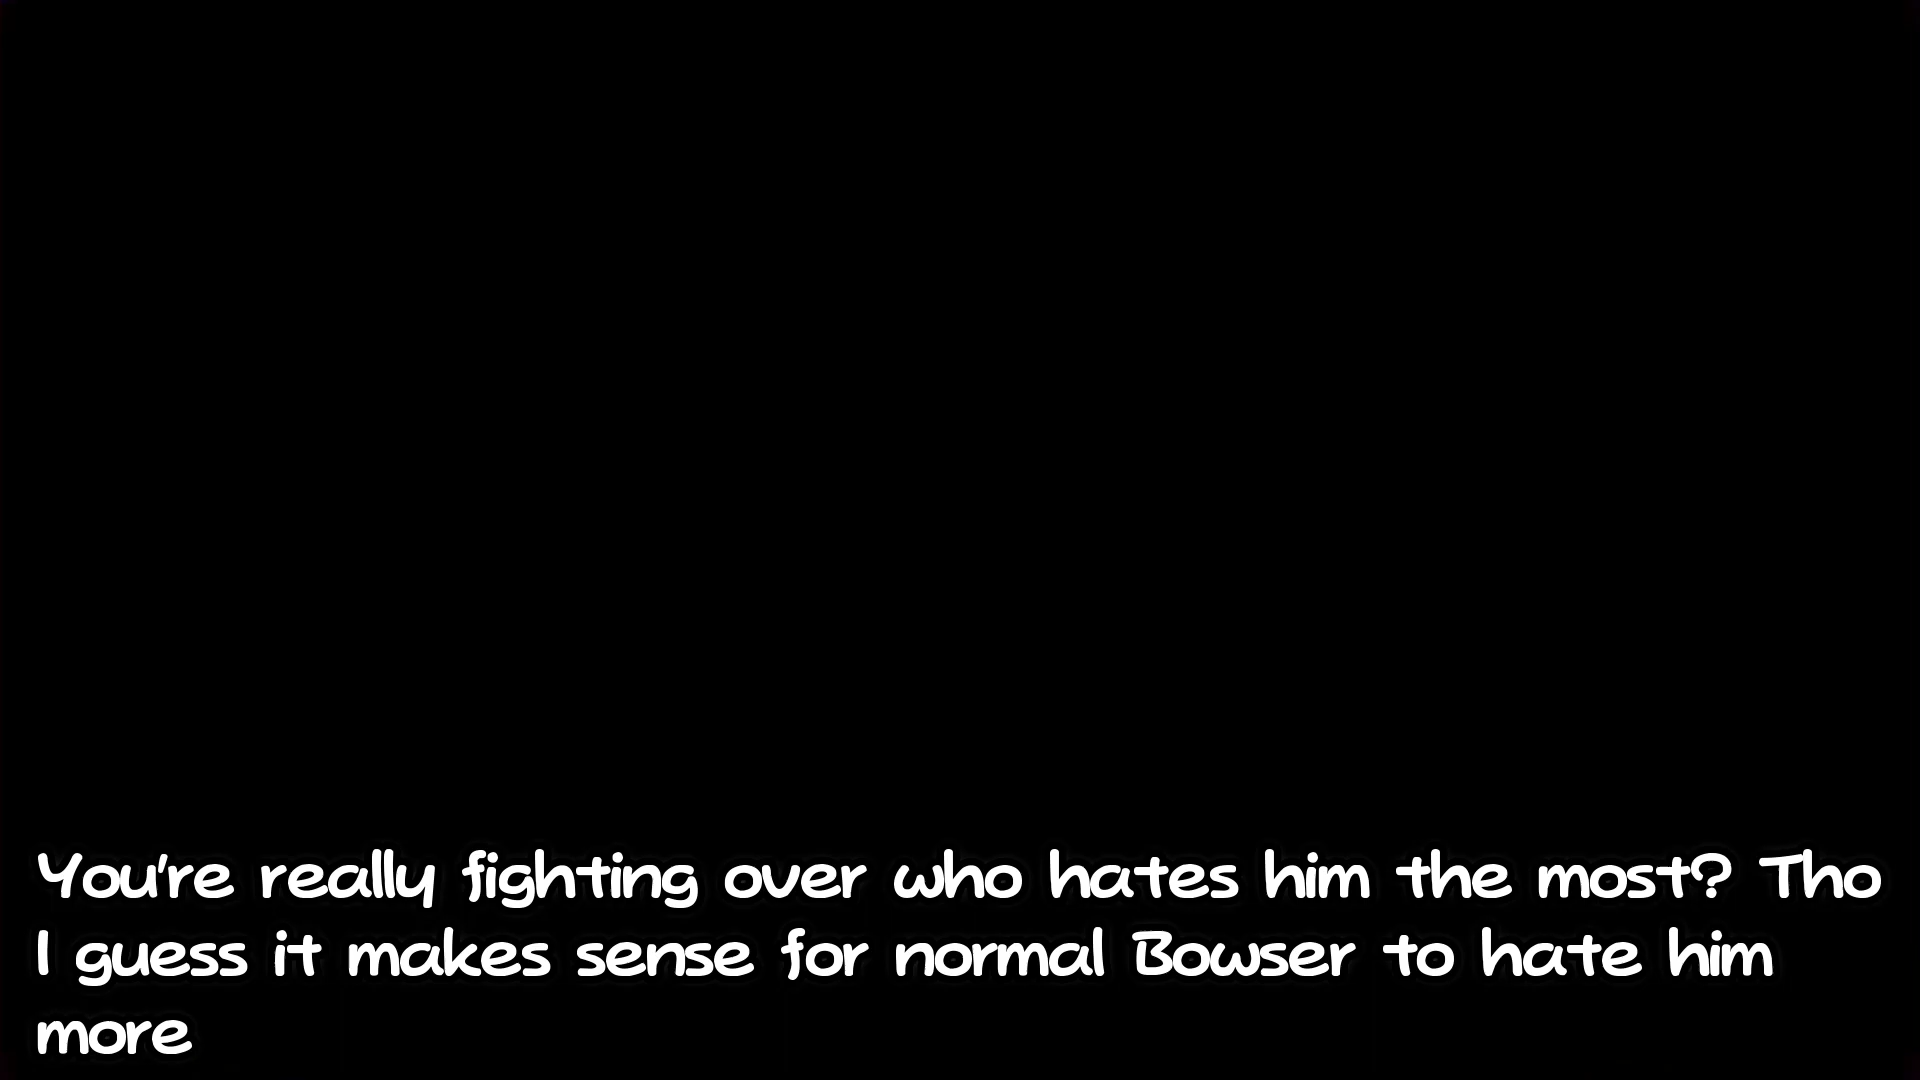 You're really fighting over who hates him the most? Tho
I guess it makes sense for normal Bowser to hate him
more